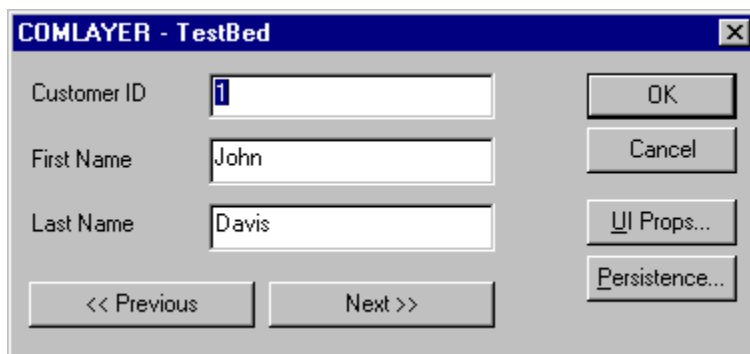 COMLAYER - TestBed
Customer ID 1 OK
First Name John Cancel
Last Name Davis UI Props...
<< Previous Next >> Persistence...